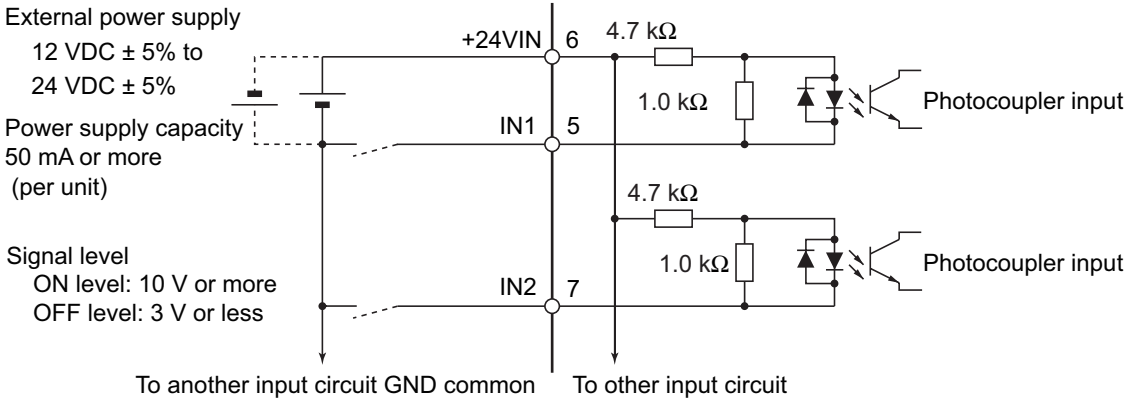 External power supply
12 VDC ± 5% to
24 VDC ± 5%
Power supply capacity
50 mA or more
(per unit)
Signal level
ON level: 10 V or more
OFF level: 3 V or less
+24VIN
6
4.7 kΩ
1.0 kΩ
Photocoupler input
IN1
5
4.7 kΩ
1.0 kΩ
Photocoupler input
IN2
7
To another input circuit GND common
To other input circuit